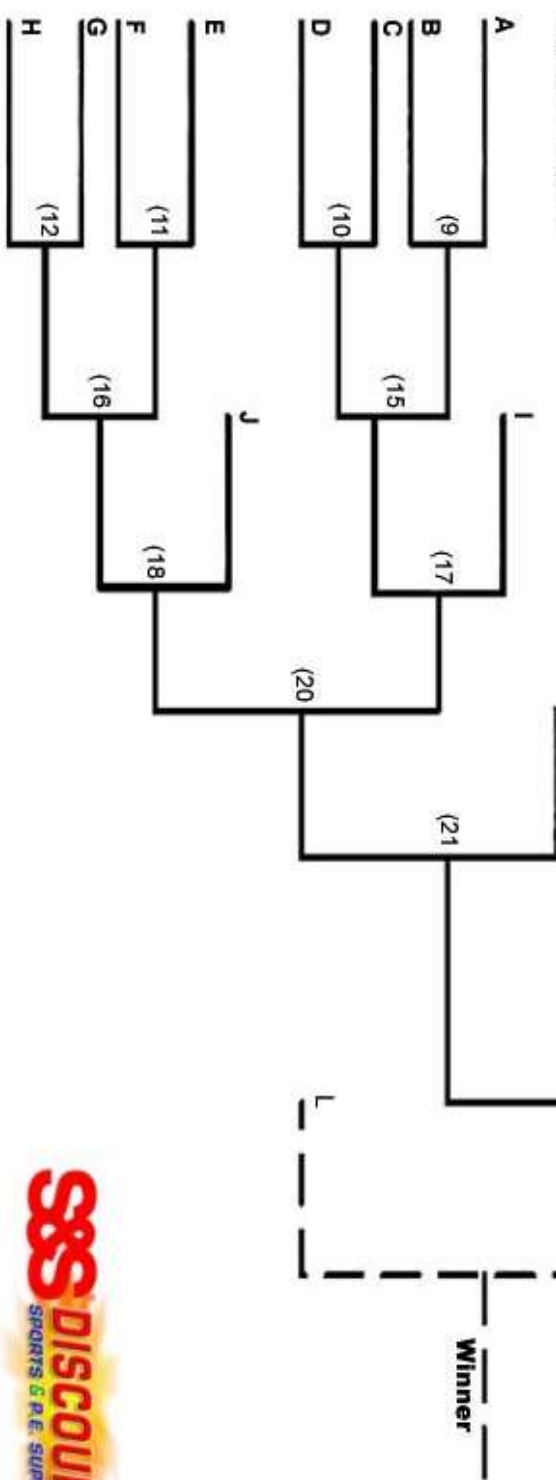 A
B
(9)
C
D
(10)
E
F
(11)
G
H
(12)
I
(15)
J
(16)
(17)
(18)
(20)
(21)
L
Winner
S&S DISCOU
SPORTS & P.E. SUP